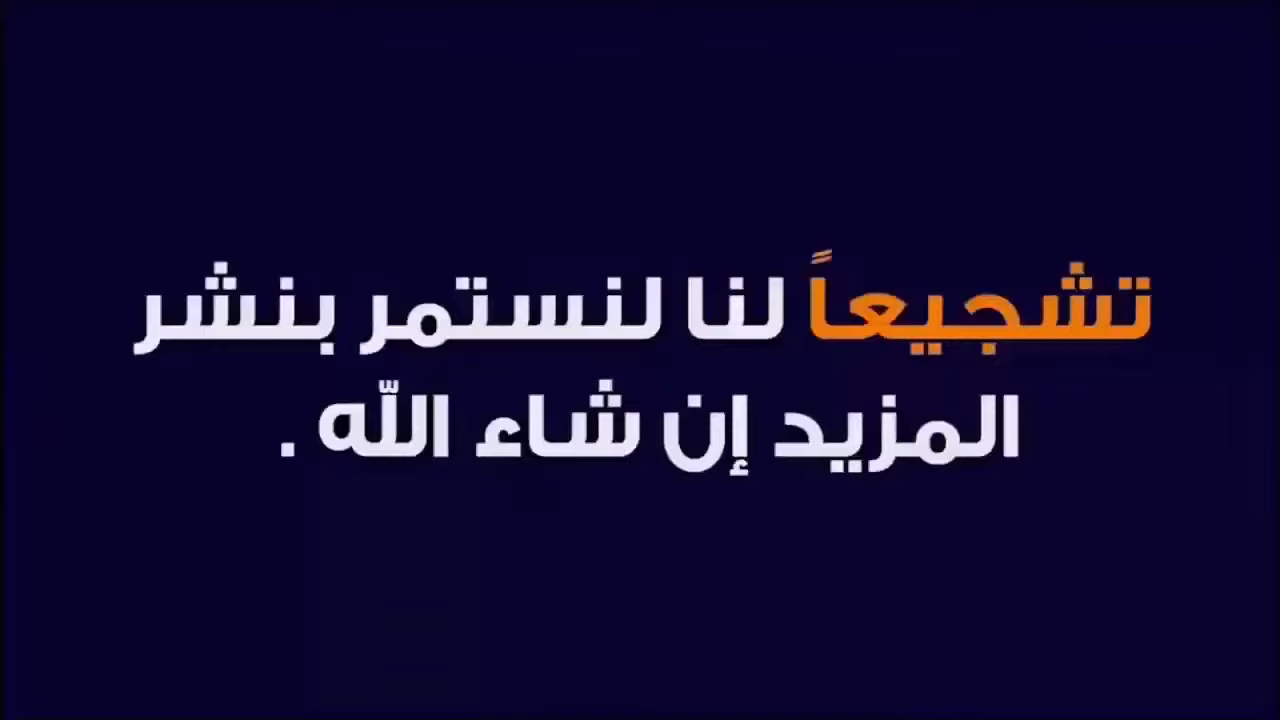 تشجيعاً لنا لنستمر بنشر
المزيد إن شاء اللّه .